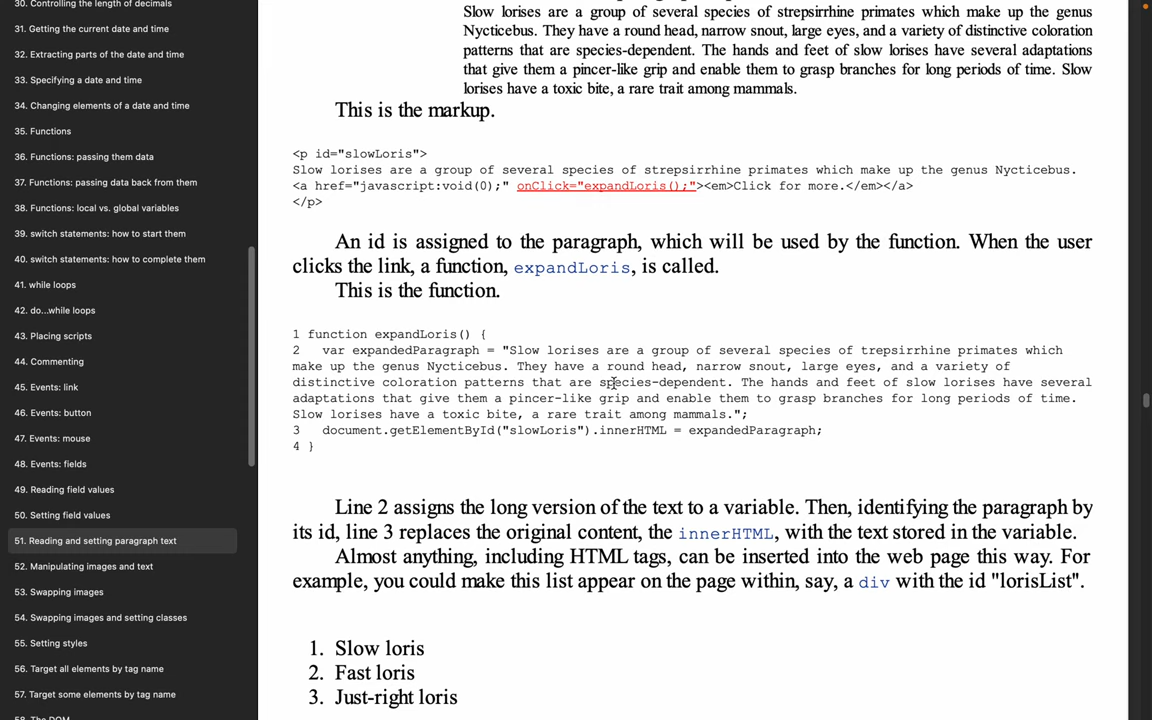 30. Controlling the length of decimals
31. Getting the current date and time
32. Extracting parts of the date and time
33. Specifying a date and time
34. Changing elements of a date and time
35. Functions
36. Functions: passing them data
37. Functions: passing data back from them
38. Functions: local vs. global variables
39. switch statements: how to start them
40. switch statements: how to complete them
41. while loops
42. do...while loops
43. Placing scripts
44. Commenting
45. Events: link
46. Events: button
47. Events: mouse
48. Events: fields
49. Reading field values
50. Setting field values
51. Reading and setting paragraph text
52. Manipulating images and text
53. Swapping images
54. Swapping images and setting classes
55. Setting styles
56. Target all elements by tag name
57. Target some elements by tag name
58. The DOM
Slow lorises are a group of several species of strepsirrhine primates which make up the genus
Nycticebus. They have a round head, narrow snout, large eyes, and a variety of distinctive coloration
patterns that are species-dependent. The hands and feet of slow lorises have several adaptations
that give them a pincer-like grip and enable them to grasp branches for long periods of time. Slow
lorises have a toxic bite, a rare trait among mammals.
This is the markup.
<p id="slowLoris">
Slow lorises are a group of several species of strepsirrhine primates which make up the genus Nycticebus.
<a href="javascript:void(0);" onClick="expandLoris();"><em>Click for more.</em></a>
</p>
An id is assigned to the paragraph, which will be used by the function. When the user
clicks the link, a function, expandLoris, is called.
This is the function.
1 function expandLoris() {
2   var expandedParagraph = "Slow lorises are a group of several species of trepsirrhine primates which
make up the genus Nycticebus. They have a round head, narrow snout, large eyes, and a variety of
distinctive coloration patterns that are species-dependent. The hands and feet of slow lorises have several
adaptations that give them a pincer-like grip and enable them to grasp branches for long periods of time.
Slow lorises have a toxic bite, a rare trait among mammals.";
3   document.getElementById("slowLoris").innerHTML = expandedParagraph;
4 }
Line 2 assigns the long version of the text to a variable. Then, identifying the paragraph by
its id, line 3 replaces the original content, the innerHTML, with the text stored in the variable.
Almost anything, including HTML tags, can be inserted into the web page this way. For
example, you could make this list appear on the page within, say, a div with the id "lorisList".
1. Slow loris
2. Fast loris
3. Just-right loris